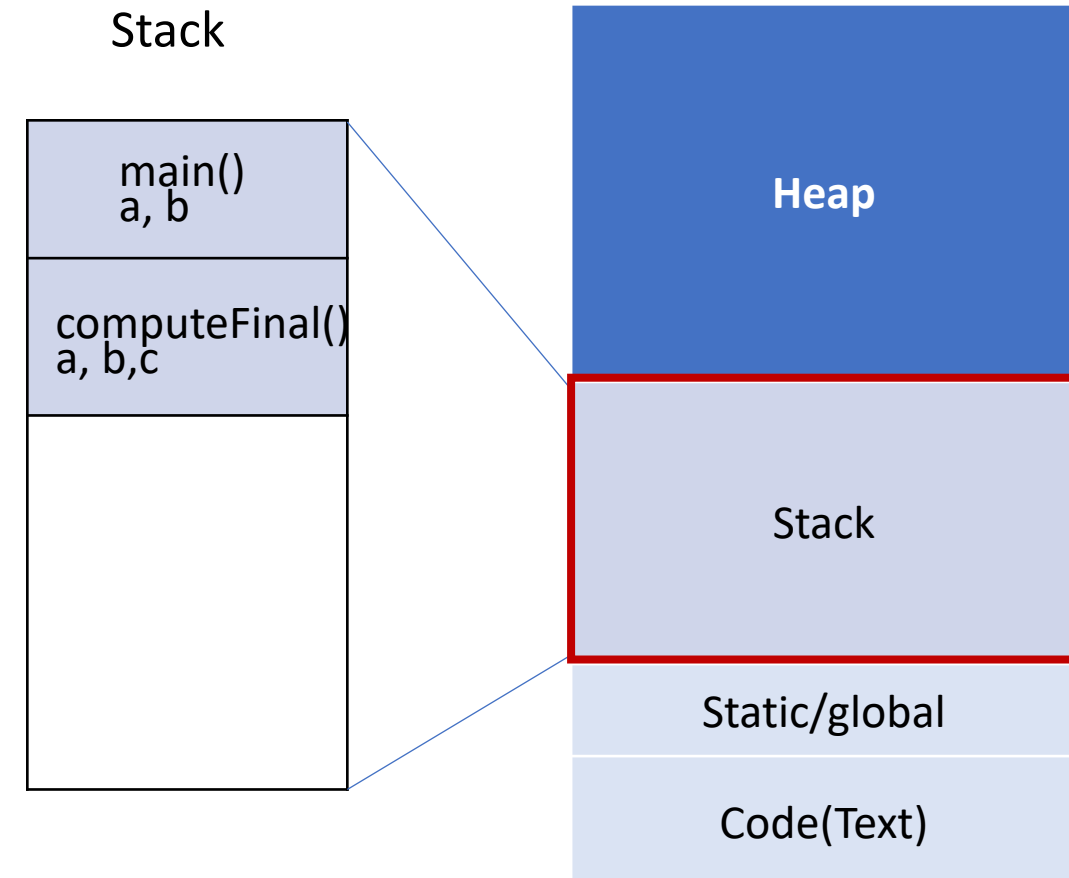 Stack
main()
a, b
computeFinal()
a, b,c
Heap
Stack
Static/global
Code(Text)